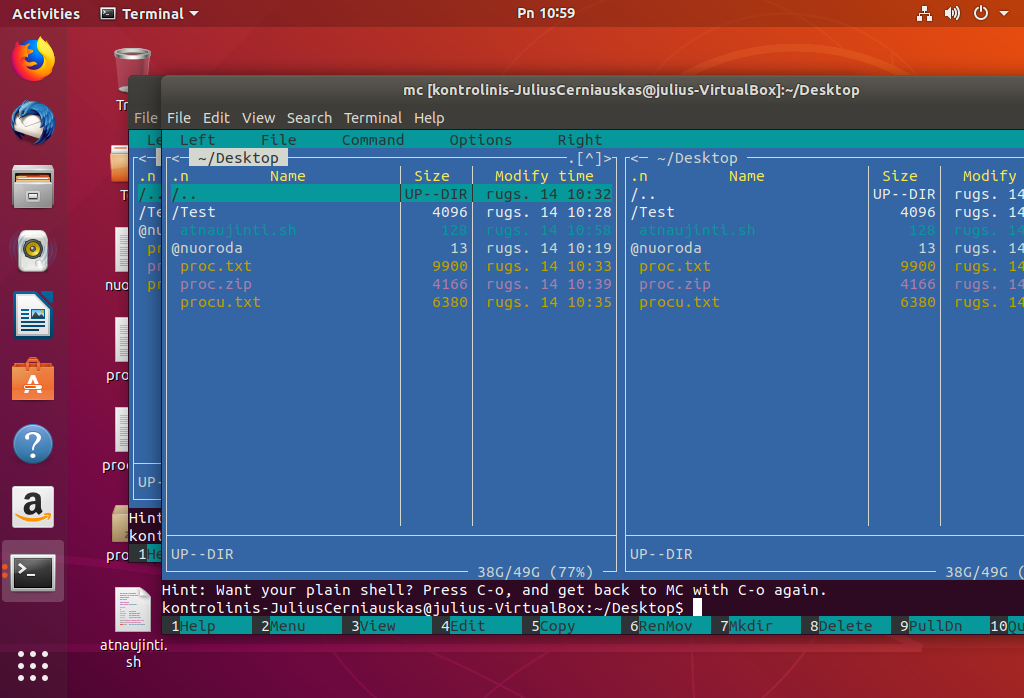 Activities Terminal Pn 10:59
mc [kontrolinis-JuliusCerniauskas@julius-VirtualBox]:~/Desktop
File File Edit View Search Terminal Help
Le Left File Command Options Right
<- <- ~/Desktop .[^]> <- ~/Desktop
.n .n Name Size Modify time .n Name Size Modify
/.. /.. UP--DIR rugs. 14 10:32 /.. UP--DIR rugs. 14
/Te /Test 4096 rugs. 14 10:28 /Test 4096 rugs. 14
@nu atnaujinti.sh 128 rugs. 14 10:58 atnaujinti.sh 128 rugs. 14
pr @nuoroda 13 rugs. 14 10:19 @nuoroda 13 rugs. 14
pr proc.txt 9900 rugs. 14 10:33 proc.txt 9900 rugs. 14
pr proc.zip 4166 rugs. 14 10:39 proc.zip 4166 rugs. 14
procu.txt 6380 rugs. 14 10:35 procu.txt 6380 rugs. 14
Tr
T
nuo
pro
proc
pro
UP-
UP--DIR UP--DIR
38G/49G (77%) 38G/49G (
Hint
kont
1He
Hint: Want your plain shell? Press C-o, and get back to MC with C-o again.
kontrolinis-JuliusCerniauskas@julius-VirtualBox:~/Desktop$
1Help 2Menu 3View 4Edit 5Copy 6RenMov 7Mkdir 8Delete 9PullDn 10Qu
atnaujinti.
sh